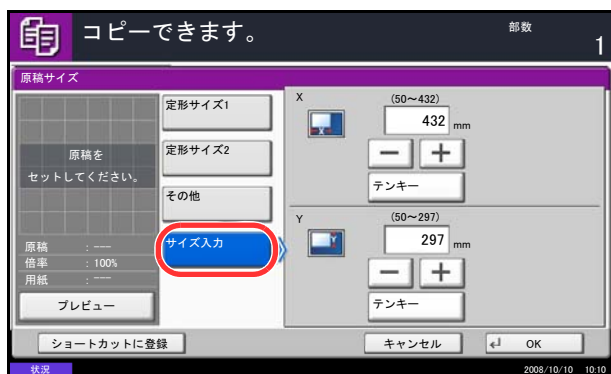 コピーできます。
部数
1
原稿サイズ
原稿を
セットしてください。
原稿 : ---
倍率 : 100%
用紙 : ---
プレビュー
定形サイズ1
定形サイズ2
その他
サイズ入力
X
(50～432)
432 mm
－ ＋
テンキー
Y
(50～297)
297 mm
－ ＋
テンキー
ショートカットに登録
キャンセル
OK
状況
2008/10/10 10:10